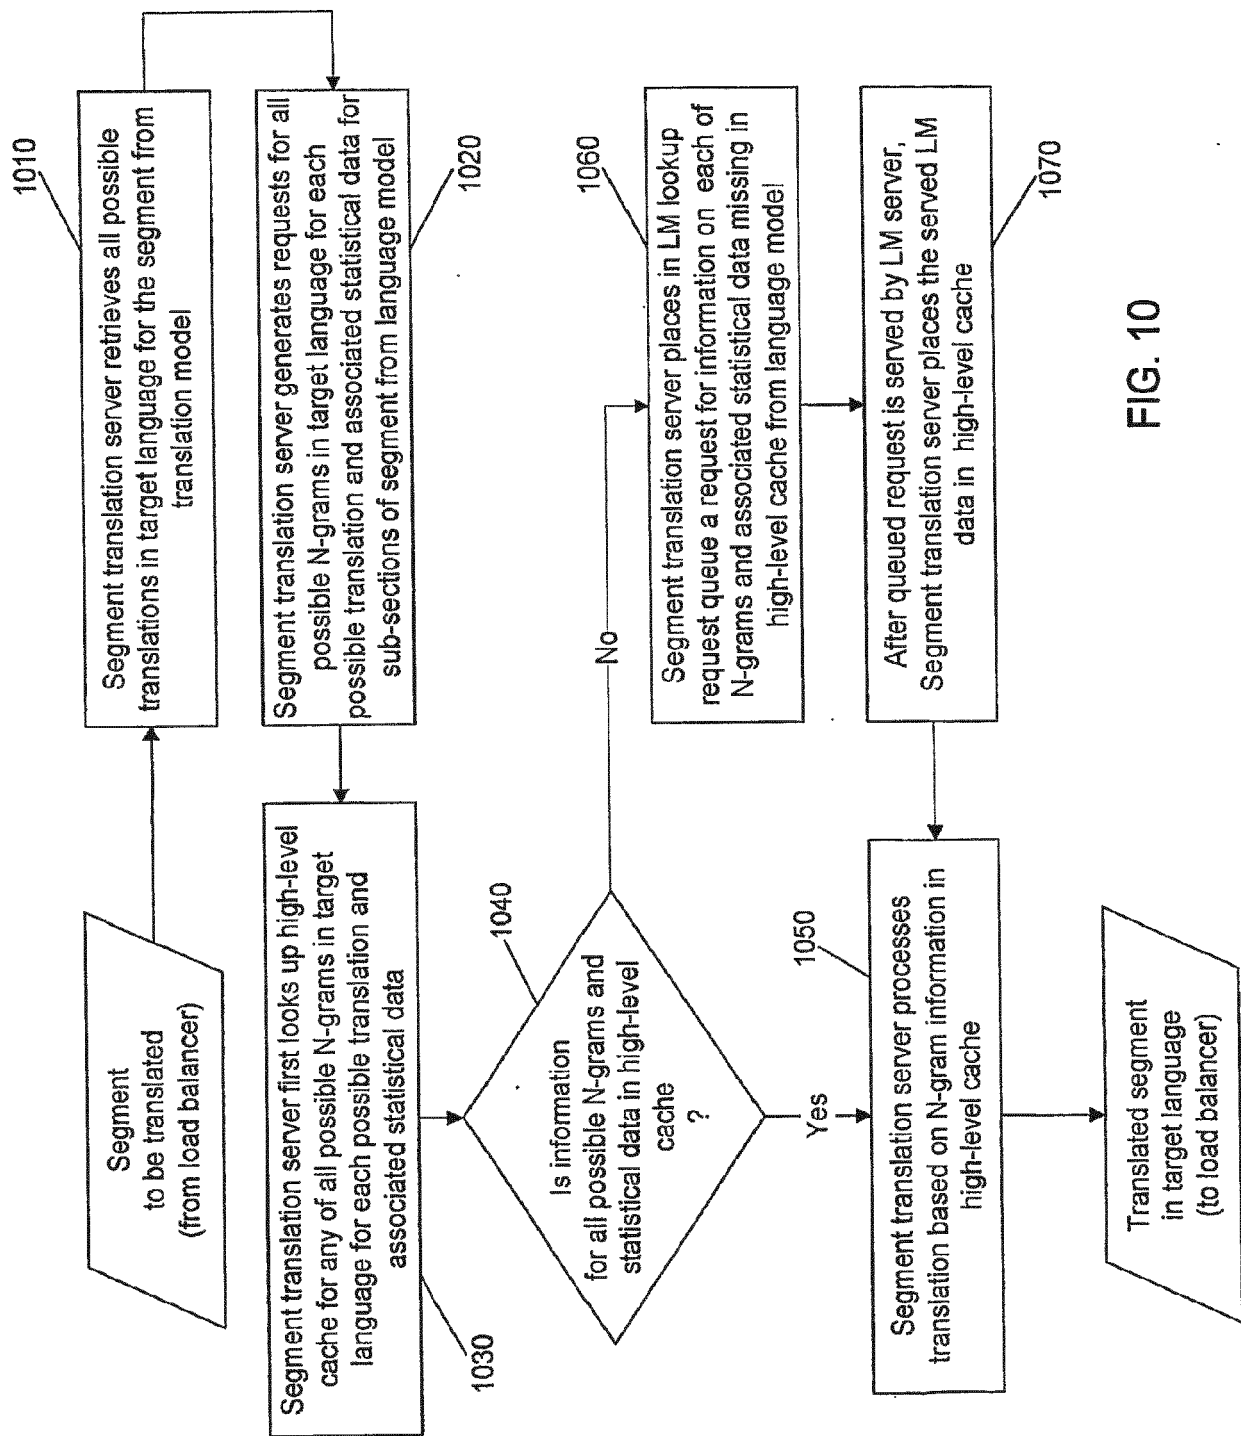 Segment
to be translated
(from load balancer)
1010
Segment translation server retrieves all possible
translations in target language for the segment from
translation model
Segment translation server generates requests for all
possible N-grams in target language for each
possible translation and associated statistical data for
sub-sections of segment from language model
1020
Segment translation server first looks up high-level
cache for any of all possible N-grams in target
language for each possible translation and
associated statistical data
1030
1040
Is information
for all possible N-grams and
statistical data in high-level
cache
?
No
Yes
1060
Segment translation server places in LM lookup
request queue a request for information on each of
N-grams and associated statistical data missing in
high-level cache from language model
After queued request is served by LM server,
Segment translation server places the served LM
data in high-level cache
1070
1050
Segment translation server processes
translation based on N-gram information in
high-level cache
Translated segment
in target language
(to load balancer)
FIG. 10